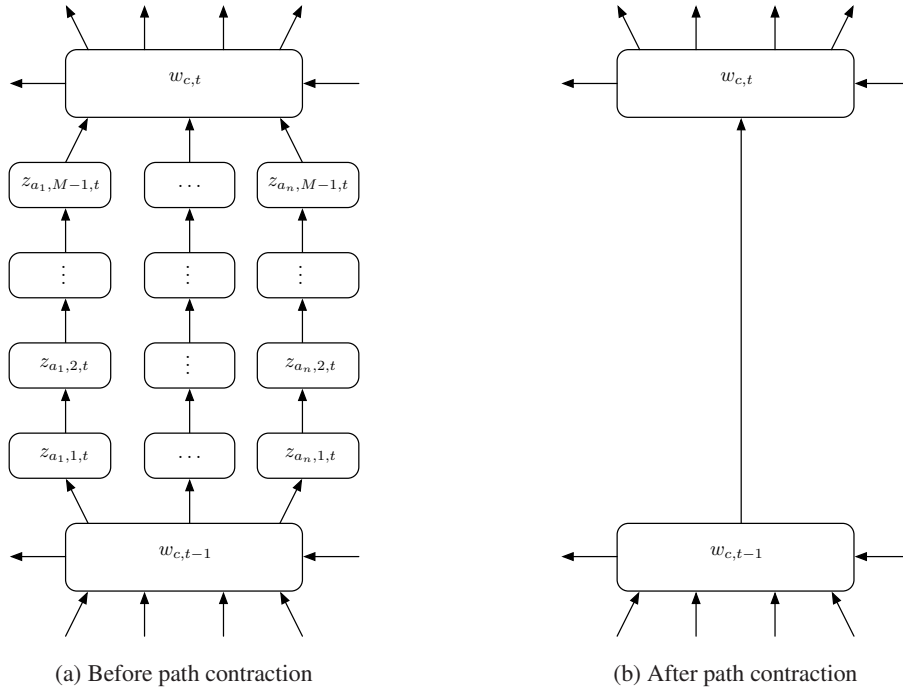 w_{c,t} w_{c,t}
z_{a_1,M−1,t} ⋯ z_{a_n,M−1,t}
⋮ ⋮ ⋮
z_{a_1,2,t} ⋮ z_{a_n,2,t}
z_{a_1,1,t} ⋯ z_{a_n,1,t}
w_{c,t−1} w_{c,t−1}
(a) Before path contraction
(b) After path contraction